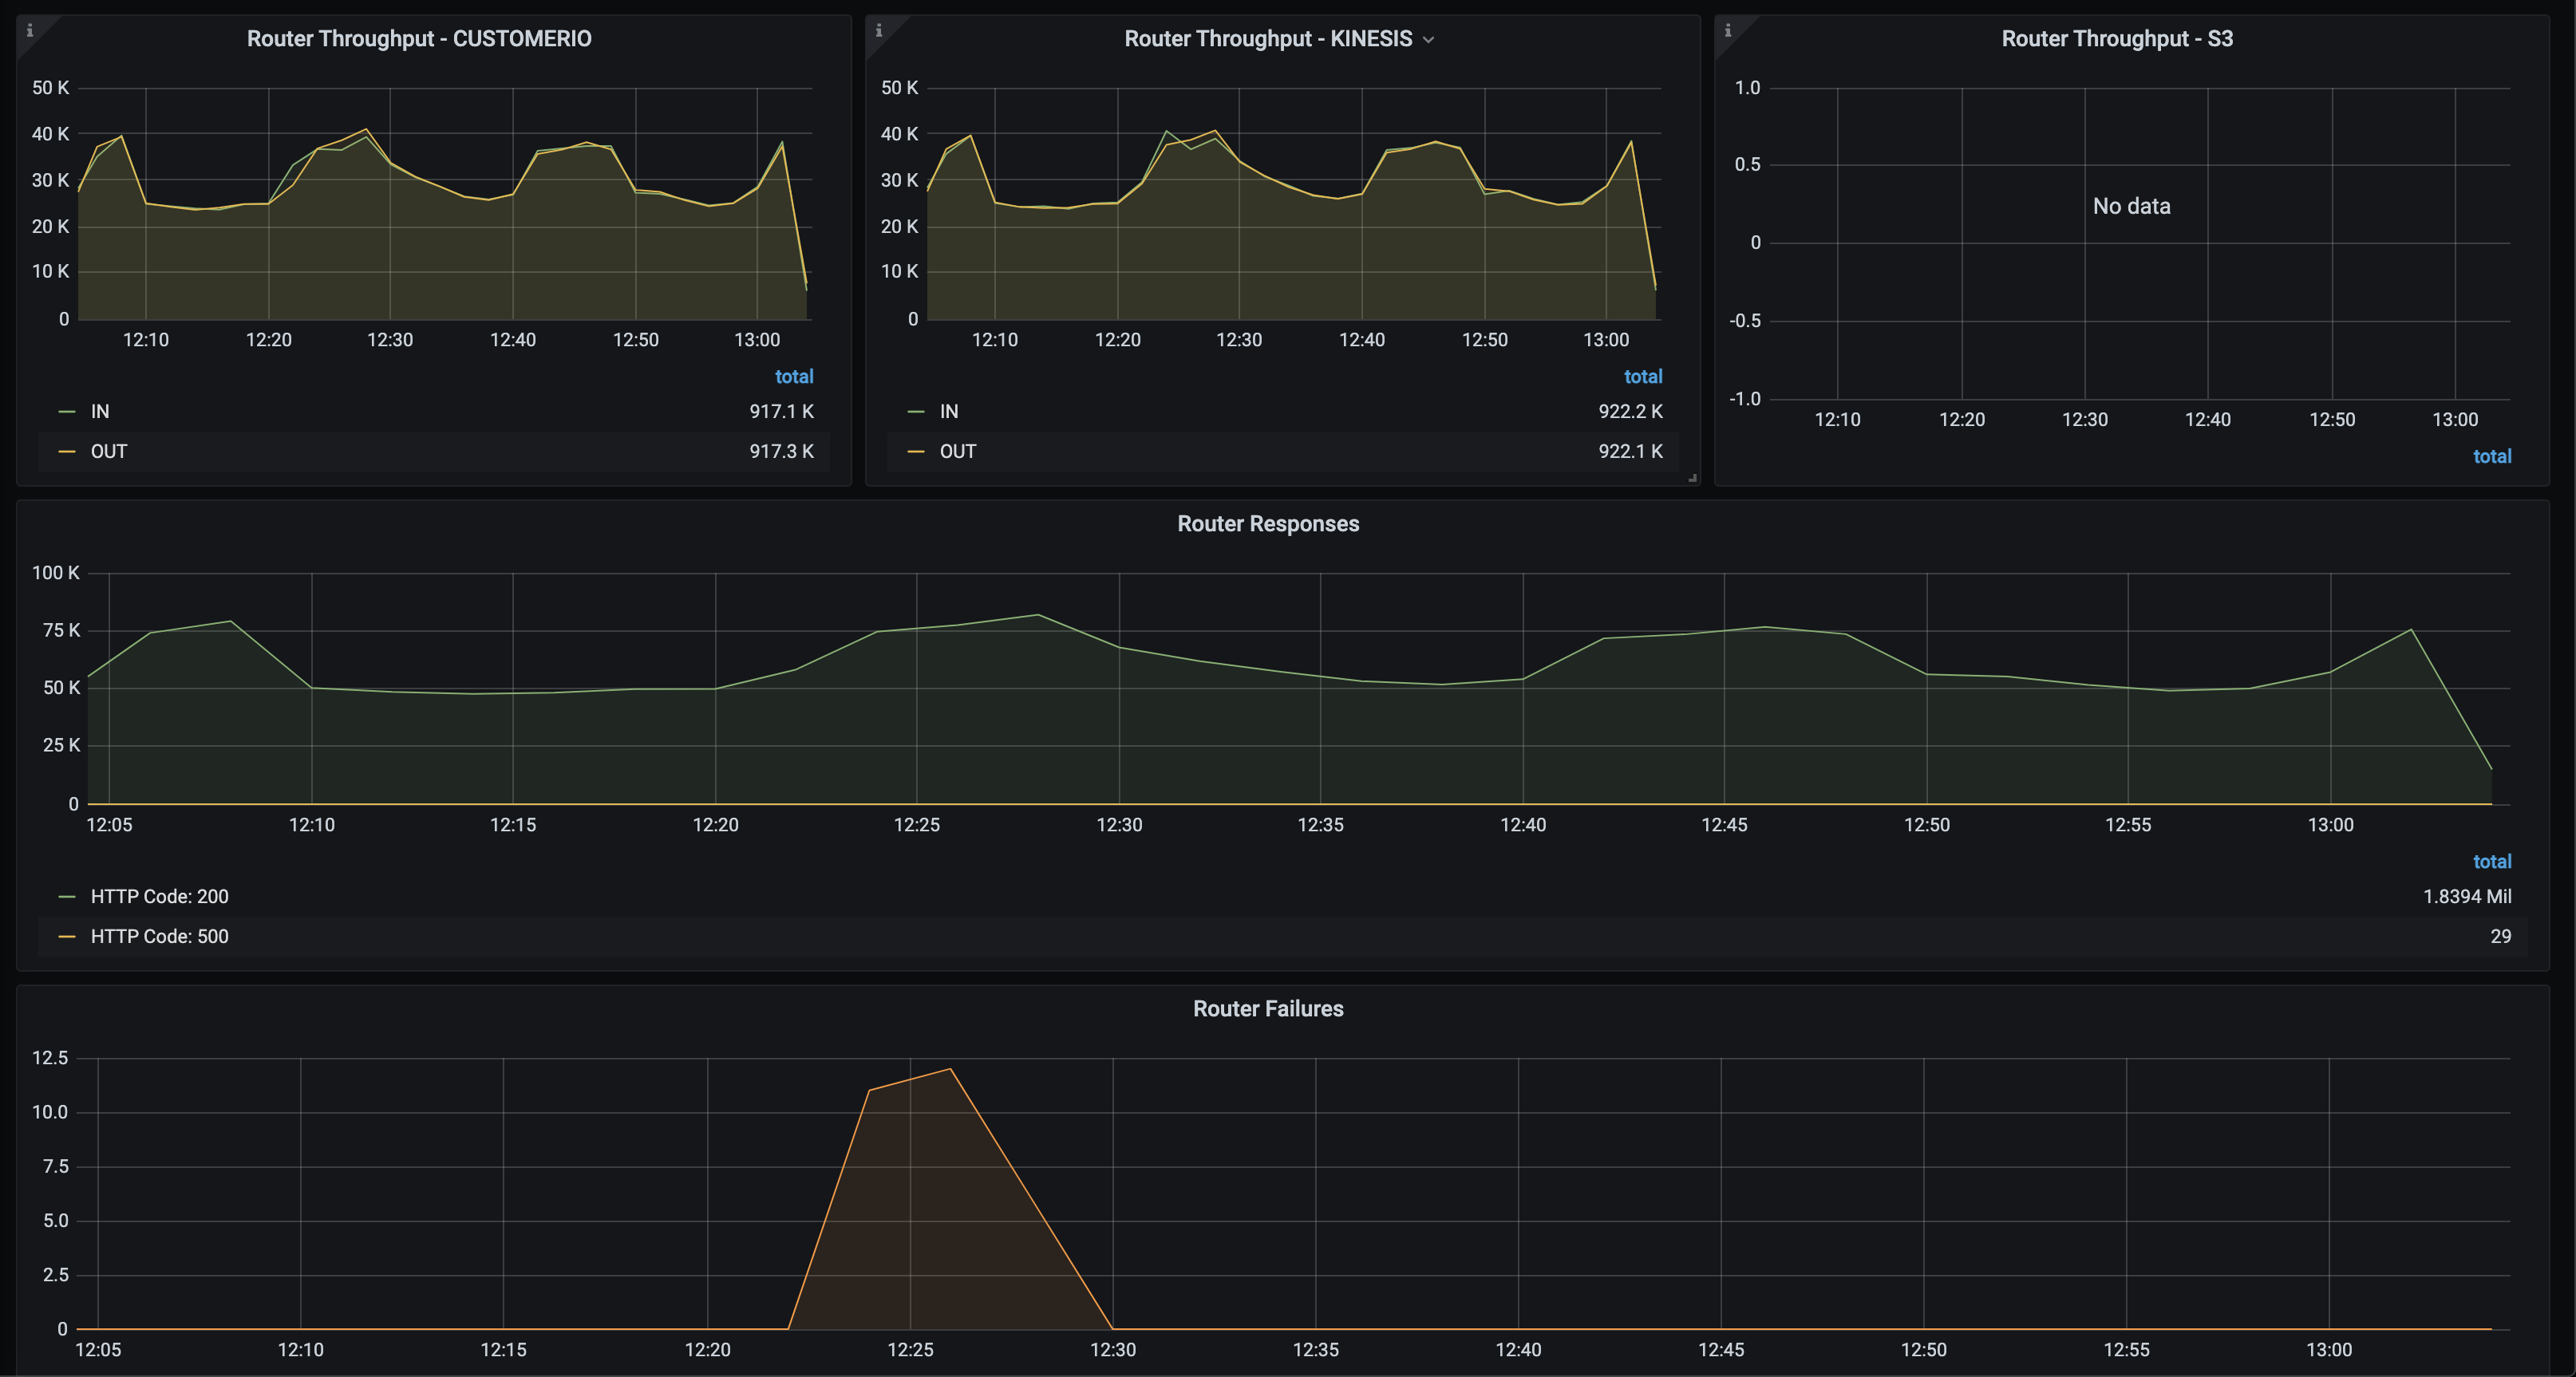 Router Throughput - CUSTOMERIO
50 K
40 K
30 K
20 K
10 K
0
12:10 12:20 12:30 12:40 12:50 13:00
total
IN 917.1 K
OUT 917.3 K
Router Throughput - KINESIS
50 K
40 K
30 K
20 K
10 K
0
12:10 12:20 12:30 12:40 12:50 13:00
total
IN 922.2 K
OUT 922.1 K
Router Throughput - S3
1.0
0.5
No data
0
-0.5
-1.0
12:10 12:20 12:30 12:40 12:50 13:00
total
Router Responses
100 K
75 K
50 K
25 K
0
12:05 12:10 12:15 12:20 12:25 12:30 12:35 12:40 12:45 12:50 12:55 13:00
total
HTTP Code: 200 1.8394 Mil
HTTP Code: 500 29
Router Failures
12.5
10.0
7.5
5.0
2.5
0
12:05 12:10 12:15 12:20 12:25 12:30 12:35 12:40 12:45 12:50 12:55 13:00